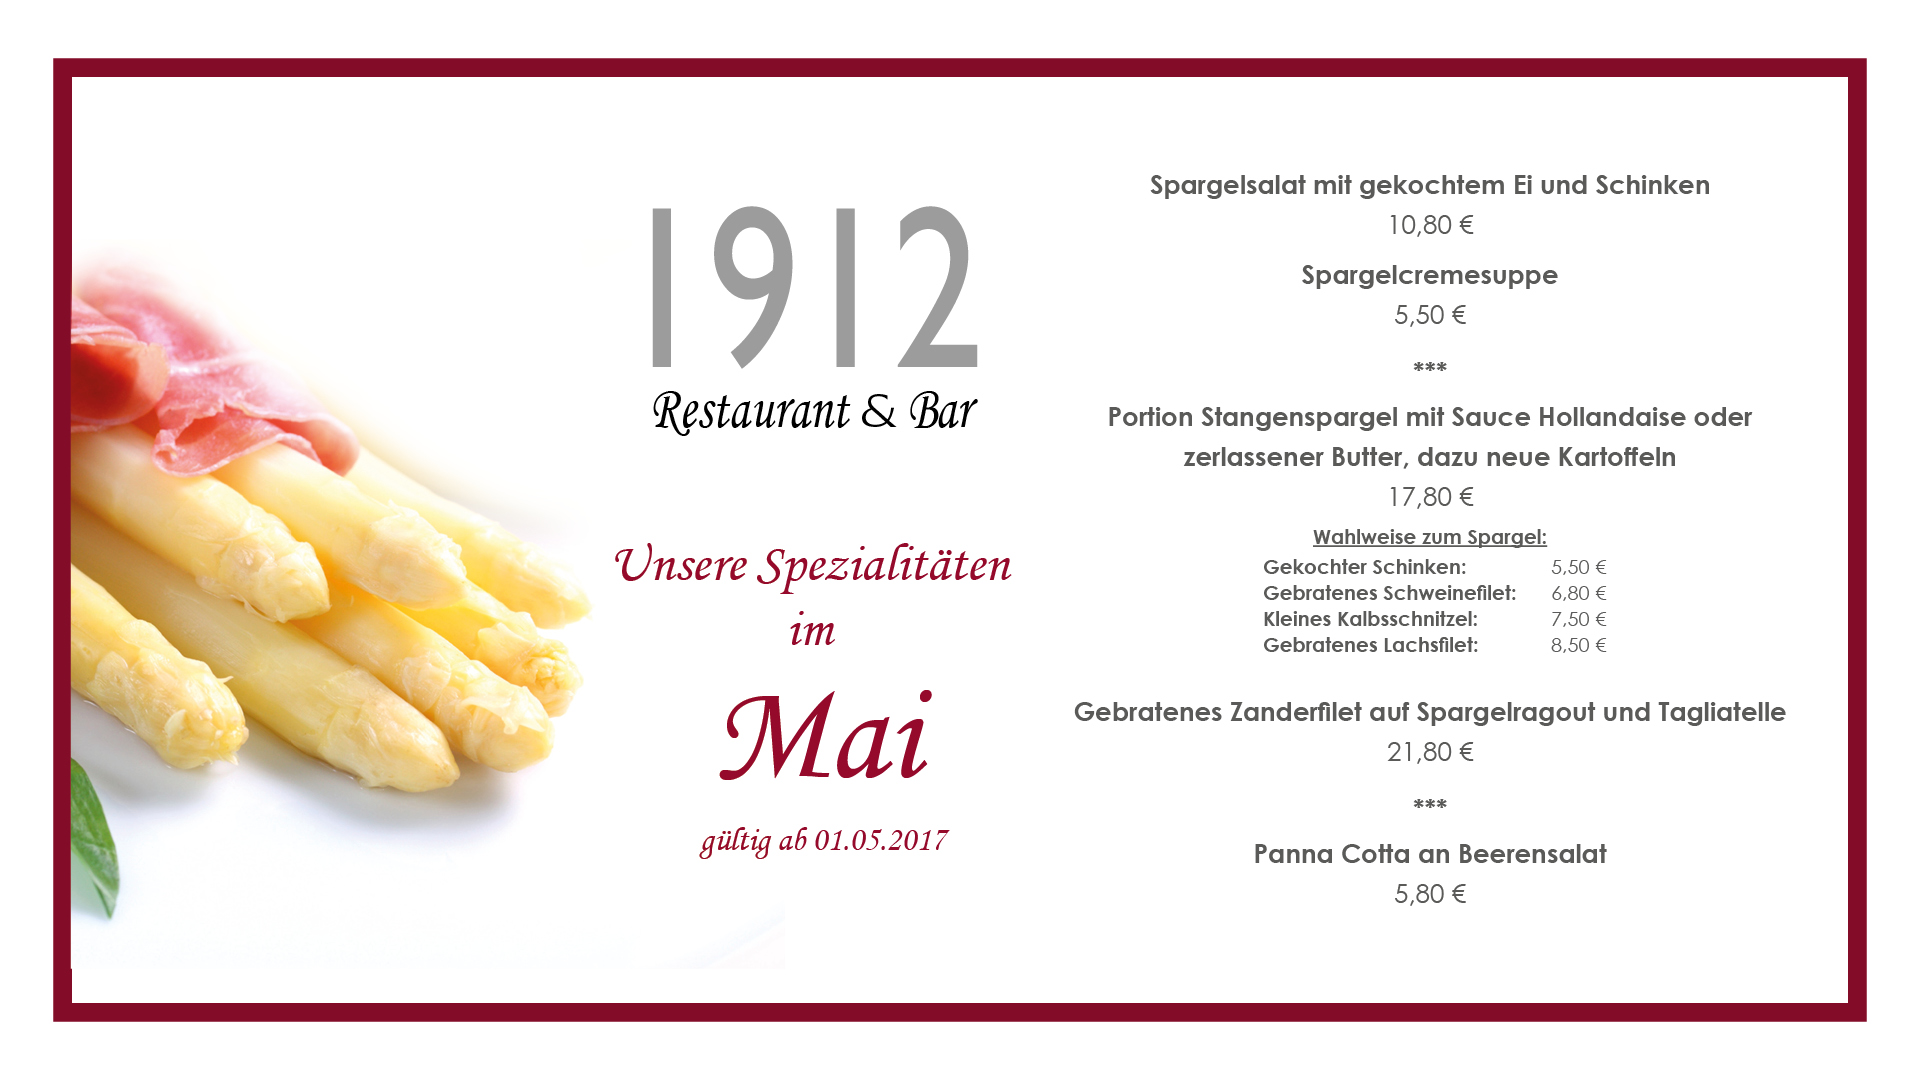 1912
Restaurant & Bar
Unsere Spezialitäten
im
Mai
gültig ab 01.05.2017
Spargelsalat mit gekochtem Ei und Schinken
10,80 €
Spargelcremesuppe
5,50 €
***
Portion Stangenspargel mit Sauce Hollandaise oder
zerlassener Butter, dazu neue Kartoffeln
17,80 €
Wahlweise zum Spargel:
Gekochter Schinken: 5,50 €
Gebratenes Schweinefilet: 6,80 €
Kleines Kalbsschnitzel: 7,50 €
Gebratenes Lachsfilet: 8,50 €
Gebratenes Zanderfilet auf Spargelragout und Tagliatelle
21,80 €
***
Panna Cotta an Beerensalat
5,80 €